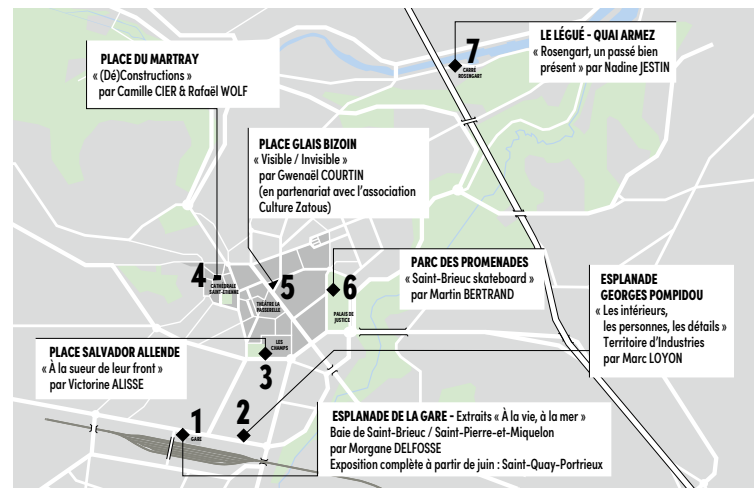 PLACE DU MARTRAY
« (Dé)Constructions »
par Camille CIER & Rafaël WOLF
LE LÉGUÉ - QUAI ARMEZ
« Rosengart, un passé bien
présent » par Nadine JESTIN
7
CARRÉ
ROSENGART
PLACE GLAIS BIZOIN
« Visible / Invisible »
par Gwenaël COURTIN
(en partenariat avec l'association
Culture Zatous)
4
CATHÉDRALE
SAINT-ETIENNE
5
THÉÂTRE LA
PASSERELLE
6
PALAIS DE
JUSTICE
PARC DES PROMENADES
« Saint-Brieuc skateboard »
par Martin BERTRAND
ESPLANADE
GEORGES POMPIDOU
« Les intérieurs,
les personnes, les détails »
Territoire d'Industries
par Marc LOYON
PLACE SALVADOR ALLENDE
« À la sueur de leur front »
par Victorine ALISSE
LES
CHAMPS
3
1
GARE
2
ESPLANADE DE LA GARE - Extraits « À la vie, à la mer »
Baie de Saint-Brieuc / Saint-Pierre-et-Miquelon
par Morgane DELFOSSE
Exposition complète à partir de juin : Saint-Quay-Portrieux